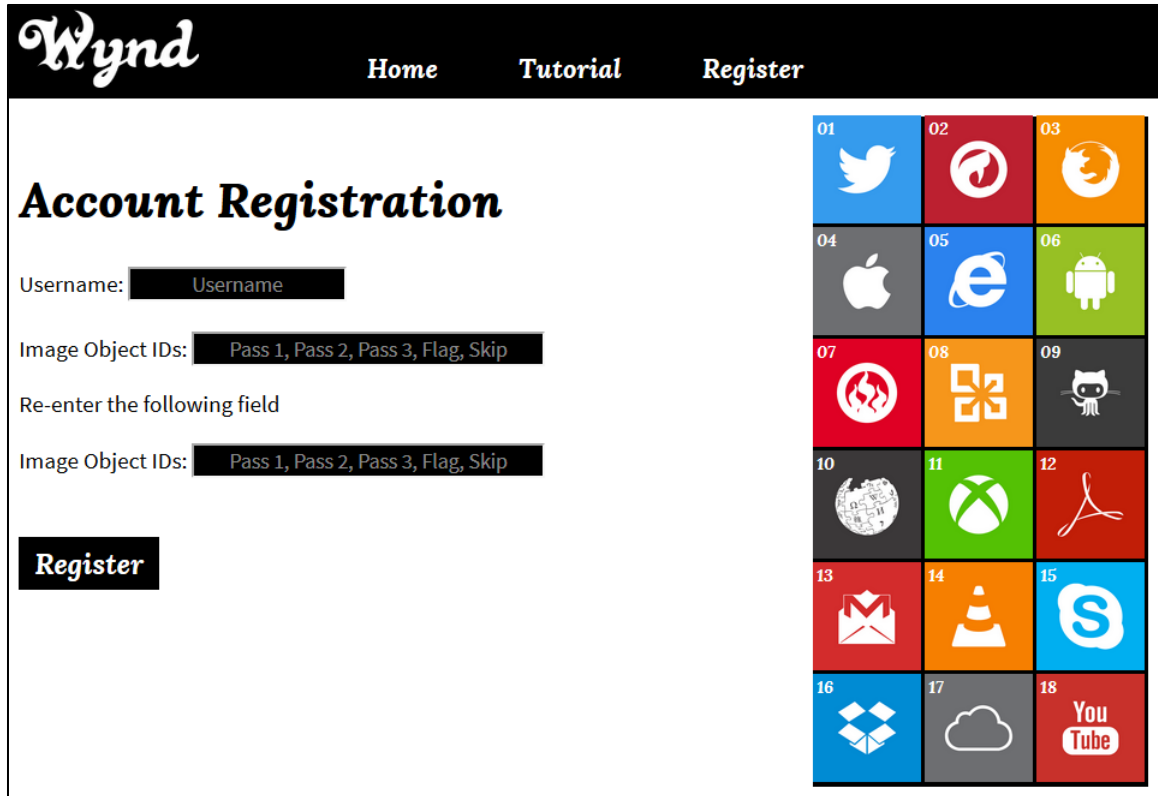 Wynd
Home Tutorial Register
Account Registration
Username: Username
Image Object IDs: Pass 1, Pass 2, Pass 3, Flag, Skip
Re-enter the following field
Image Object IDs: Pass 1, Pass 2, Pass 3, Flag, Skip
Register
01 02 03
04 05 06
07 08 09
10 11 12
13 14 15
S
16 17 18
You
Tube